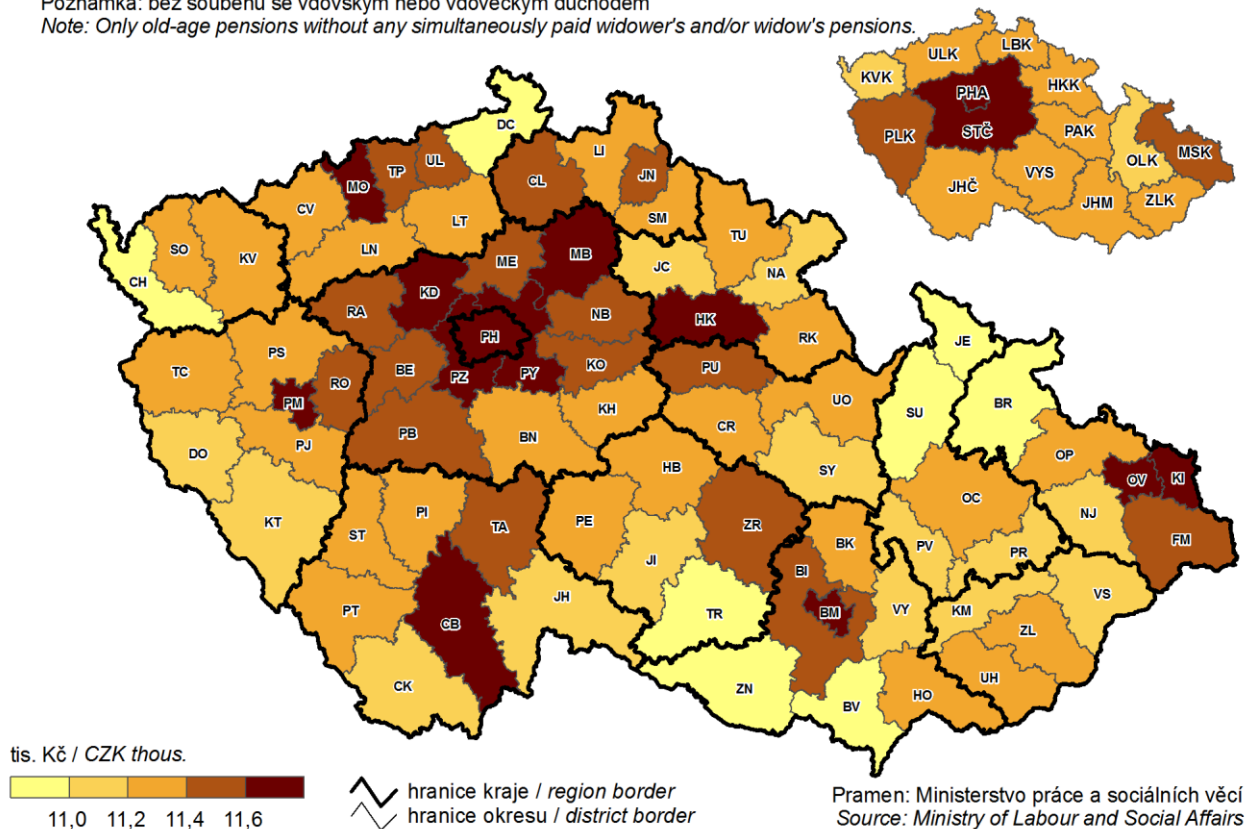 Poznámka: bez souběhu se vdovským nebo vdoveckým důchodem
Note: Only old-age pensions without any simultaneously paid widower's and/or widow's pensions.
KVK
ULK
LBK
HKK
PHA
STČ
PLK
PAK
OLK
MSK
JHČ
VYS
JHM
ZLK
DC
LI
TP
UL
CL
JN
MO
CV
LT
SM
SO
KV
LN
TU
CH
ME
MB
JC
NA
KD
RA
NB
HK
PH
RK
JE
PS
TC
RO
BE
PZ
PY
KO
PU
PM
UO
SU
BR
PB
KH
CR
PJ
BN
DO
HB
SY
OP
OV
KI
KT
PI
TA
PE
ZR
OC
NJ
ST
FM
JI
BK
PV
PR
BI
JH
VS
PT
CB
TR
BM
VY
KM
ZL
CK
ZN
BV
HO
UH
tis. Kč / CZK thous.
11,0 11,2 11,4 11,6
hranice kraje / region border
hranice okresu / district border
Pramen: Ministerstvo práce a sociálních věcí
Source: Ministry of Labour and Social Affairs